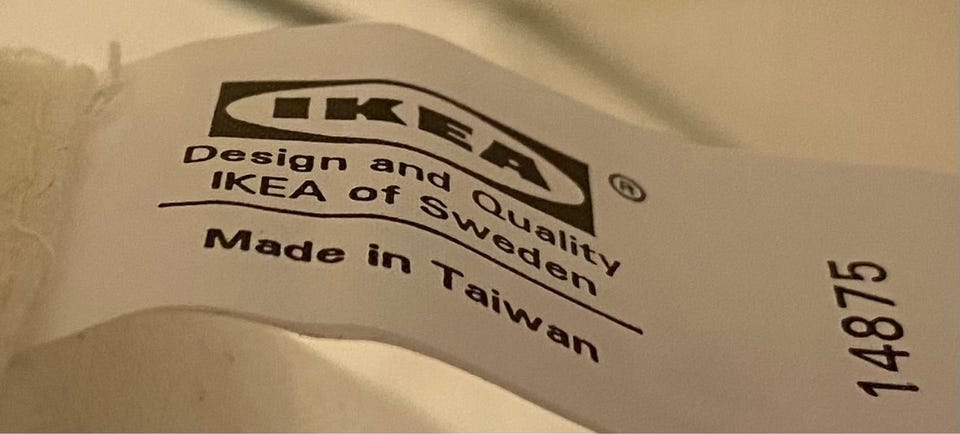 IKEA®
Design and Quality
IKEA of Sweden
Made in Taiwan
14875